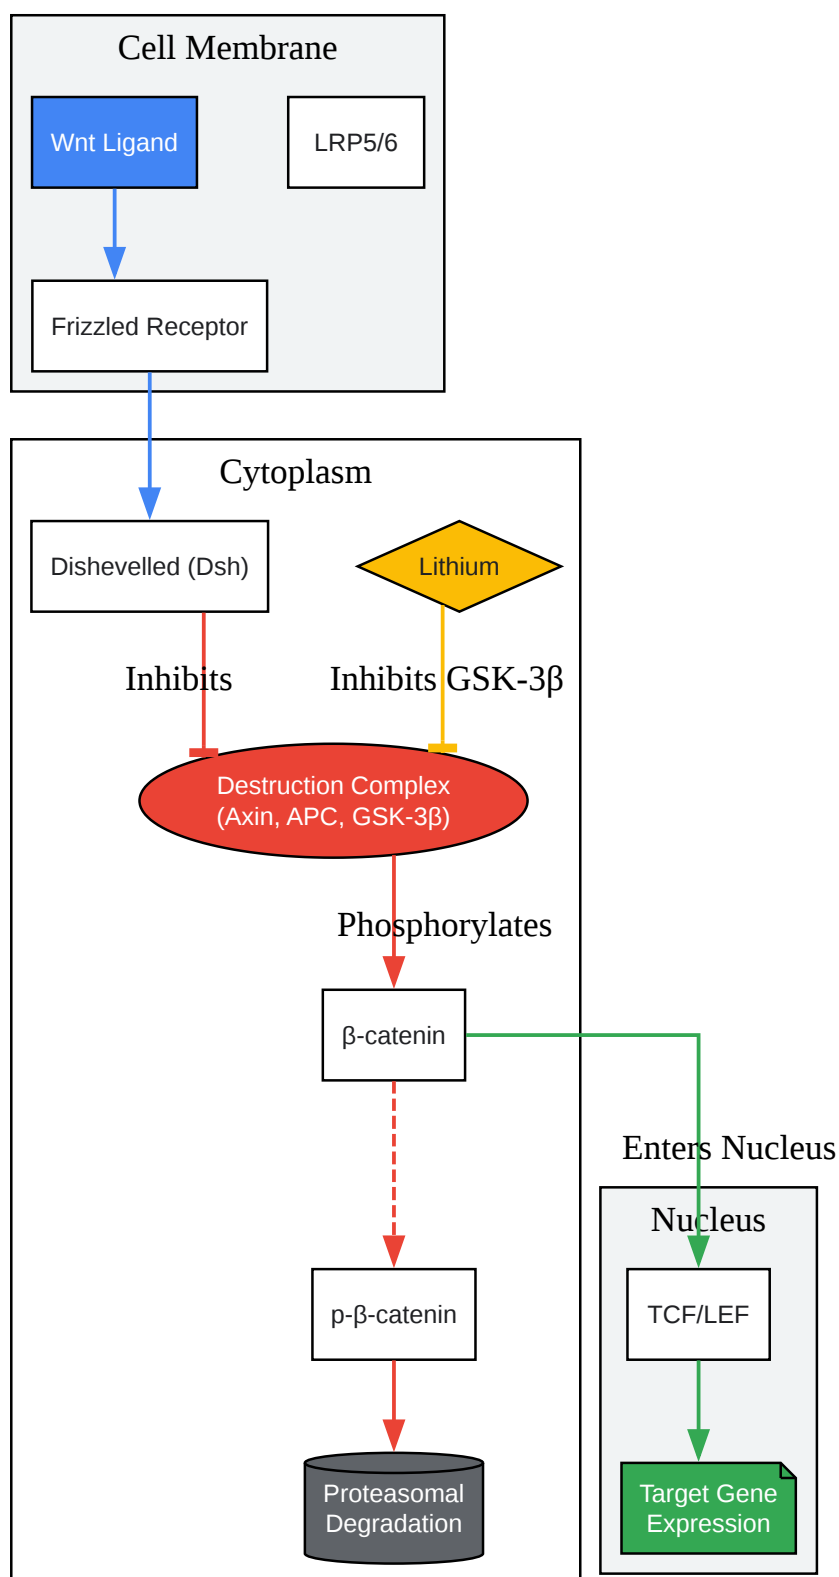 Cell Membrane
Wnt Ligand
LRP5/6
Frizzled Receptor
Cytoplasm
Dishevelled (Dsh)
Lithium
Inhibits
Inhibits GSK-3β
Destruction Complex
(Axin, APC, GSK-3β)
Phosphorylates
β-catenin
Enters Nucleus
Nucleus
p-β-catenin
TCF/LEF
Proteasomal
Degradation
Target Gene
Expression